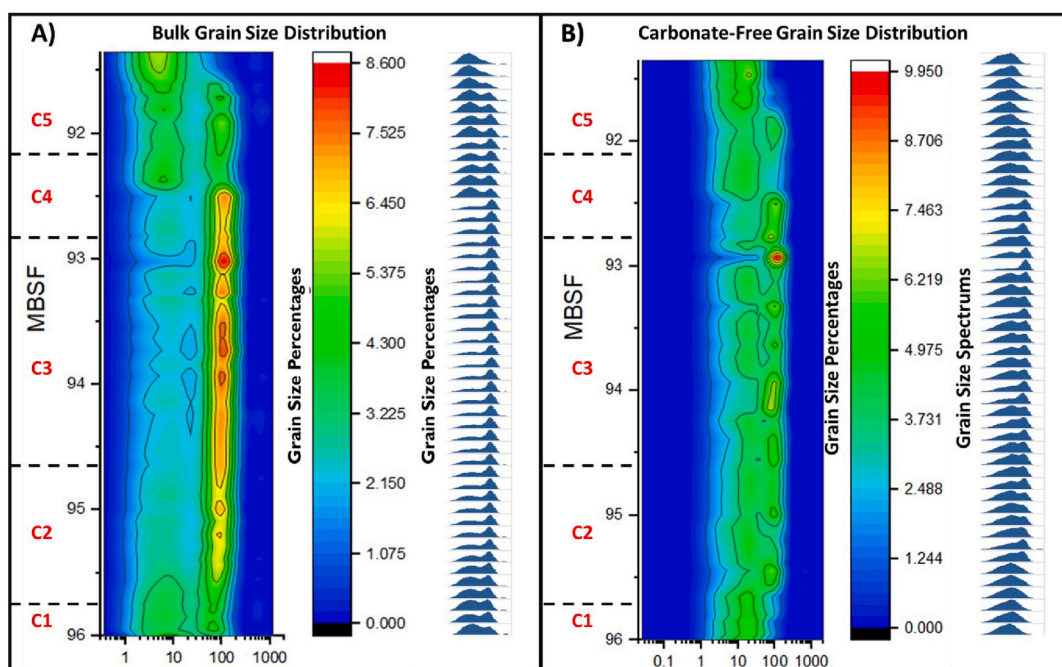 A)
Bulk Grain Size Distribution
C5
C4
C3
C2
C1
MBSF
92
93
94
95
96
1
10
100
1000
8.600
7.525
6.450
5.375
4.300
3.225
2.150
1.075
0.000
Grain Size Percentages
Grain Size Percentages
B)
Carbonate-Free Grain Size Distribution
C5
C4
C3
C2
C1
MBSF
92
93
94
95
96
0.1
1
10
100
1000
9.950
8.706
7.463
6.219
4.975
3.731
2.488
1.244
0.000
Grain Size Percentages
Grain Size Spectrums